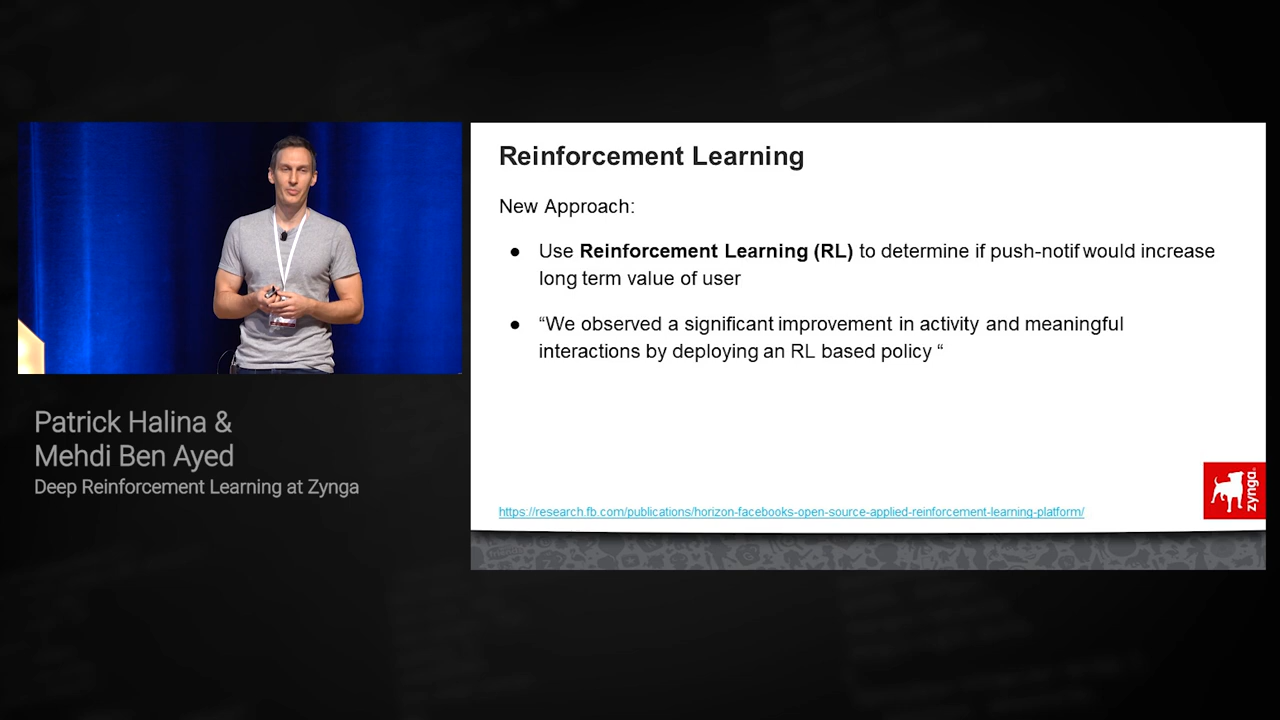 Reinforcement Learning
New Approach:
● Use Reinforcement Learning (RL) to determine if push-notif would increase
long term value of user
● “We observed a significant improvement in activity and meaningful
interactions by deploying an RL based policy “
https://research.fb.com/publications/horizon-facebooks-open-source-applied-reinforcement-learning-platform/
zynga
Patrick Halina &
Mehdi Ben Ayed
Deep Reinforcement Learning at Zynga